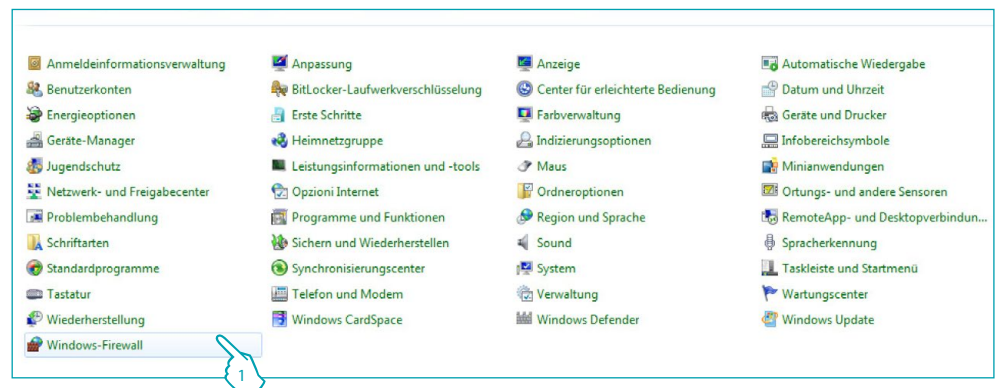 Anmeldeinformationsverwaltung Anpassung Anzeige Automatische Wiedergabe
Benutzerkonten BitLocker-Laufwerkverschlüsselung Center für erleichterte Bedienung Datum und Uhrzeit
Energieoptionen Erste Schritte Farbverwaltung Geräte und Drucker
Geräte-Manager Heimnetzgruppe Indizierungsoptionen Infobereichsymbole
Jugendschutz Leistungsinformationen und -tools Maus Minianwendungen
Netzwerk- und Freigabecenter Opzioni Internet Ordneroptionen Ortungs- und andere Sensoren
Problembehandlung Programme und Funktionen Region und Sprache RemoteApp- und Desktopverbindun...
Schriftarten Sichern und Wiederherstellen Sound Spracherkennung
Standardprogramme Synchronisierungscenter System Taskleiste und Startmenü
Tastatur Telefon und Modem Verwaltung Wartungscenter
Wiederherstellung Windows CardSpace Windows Defender Windows Update
Windows-Firewall
1